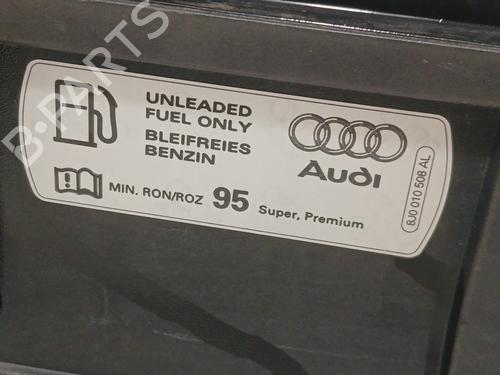 UNLEADED
FUEL ONLY
BLEIFREIES
BENZIN
MIN. RON/ROZ 95 Super, Premium
Audi
8J0 010 508 AL
B-PARTS